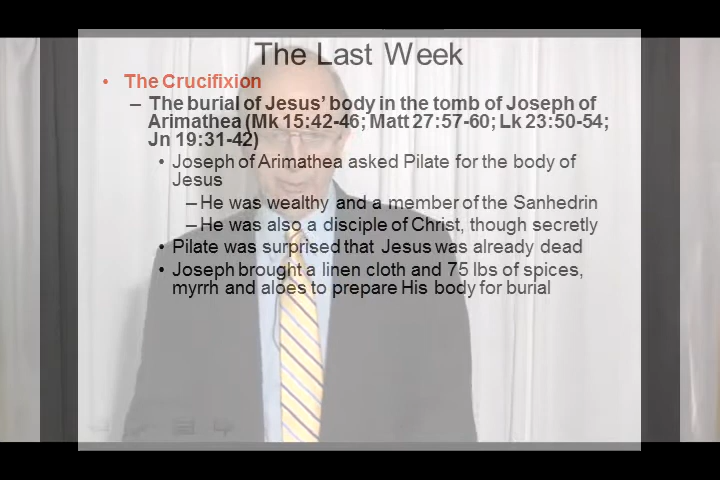 The Last Week
• The Crucifixion
– The burial of Jesus’ body in the tomb of Joseph of
Arimathea (Mk 15:42-46; Matt 27:57-60; Lk 23:50-54;
Jn 19:31-42)
• Joseph of Arimathea asked Pilate for the body of
Jesus
– He was wealthy and a member of the Sanhedrin
– He was also a disciple of Christ, though secretly
• Pilate was surprised that Jesus was already dead
• Joseph brought a linen cloth and 75 lbs of spices,
myrrh and aloes to prepare His body for burial